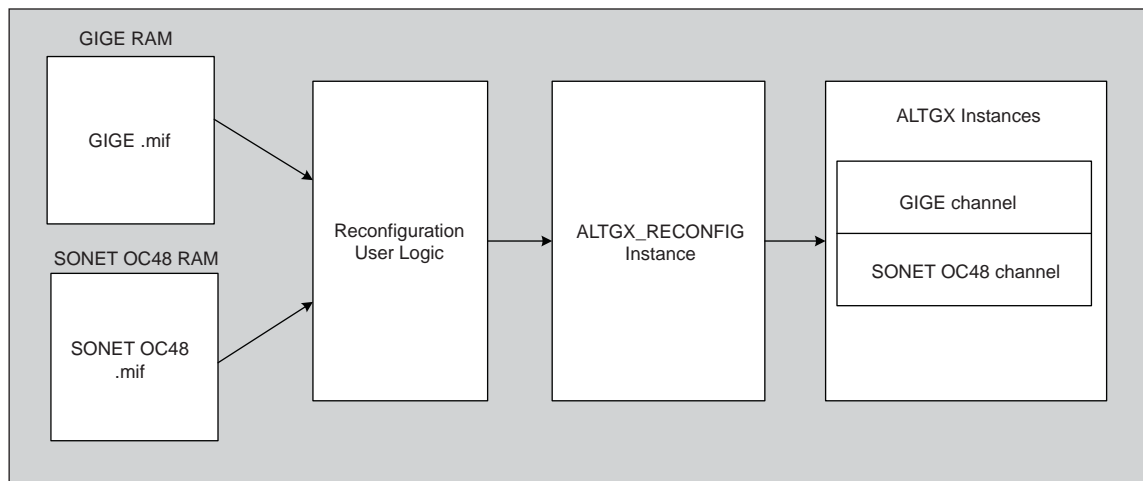 GIGE RAM
GIGE .mif
SONET OC48 RAM
SONET OC48
.mif
Reconfiguration
User Logic
ALTGX_RECONFIG
Instance
ALTGX Instances
GIGE channel
SONET OC48 channel